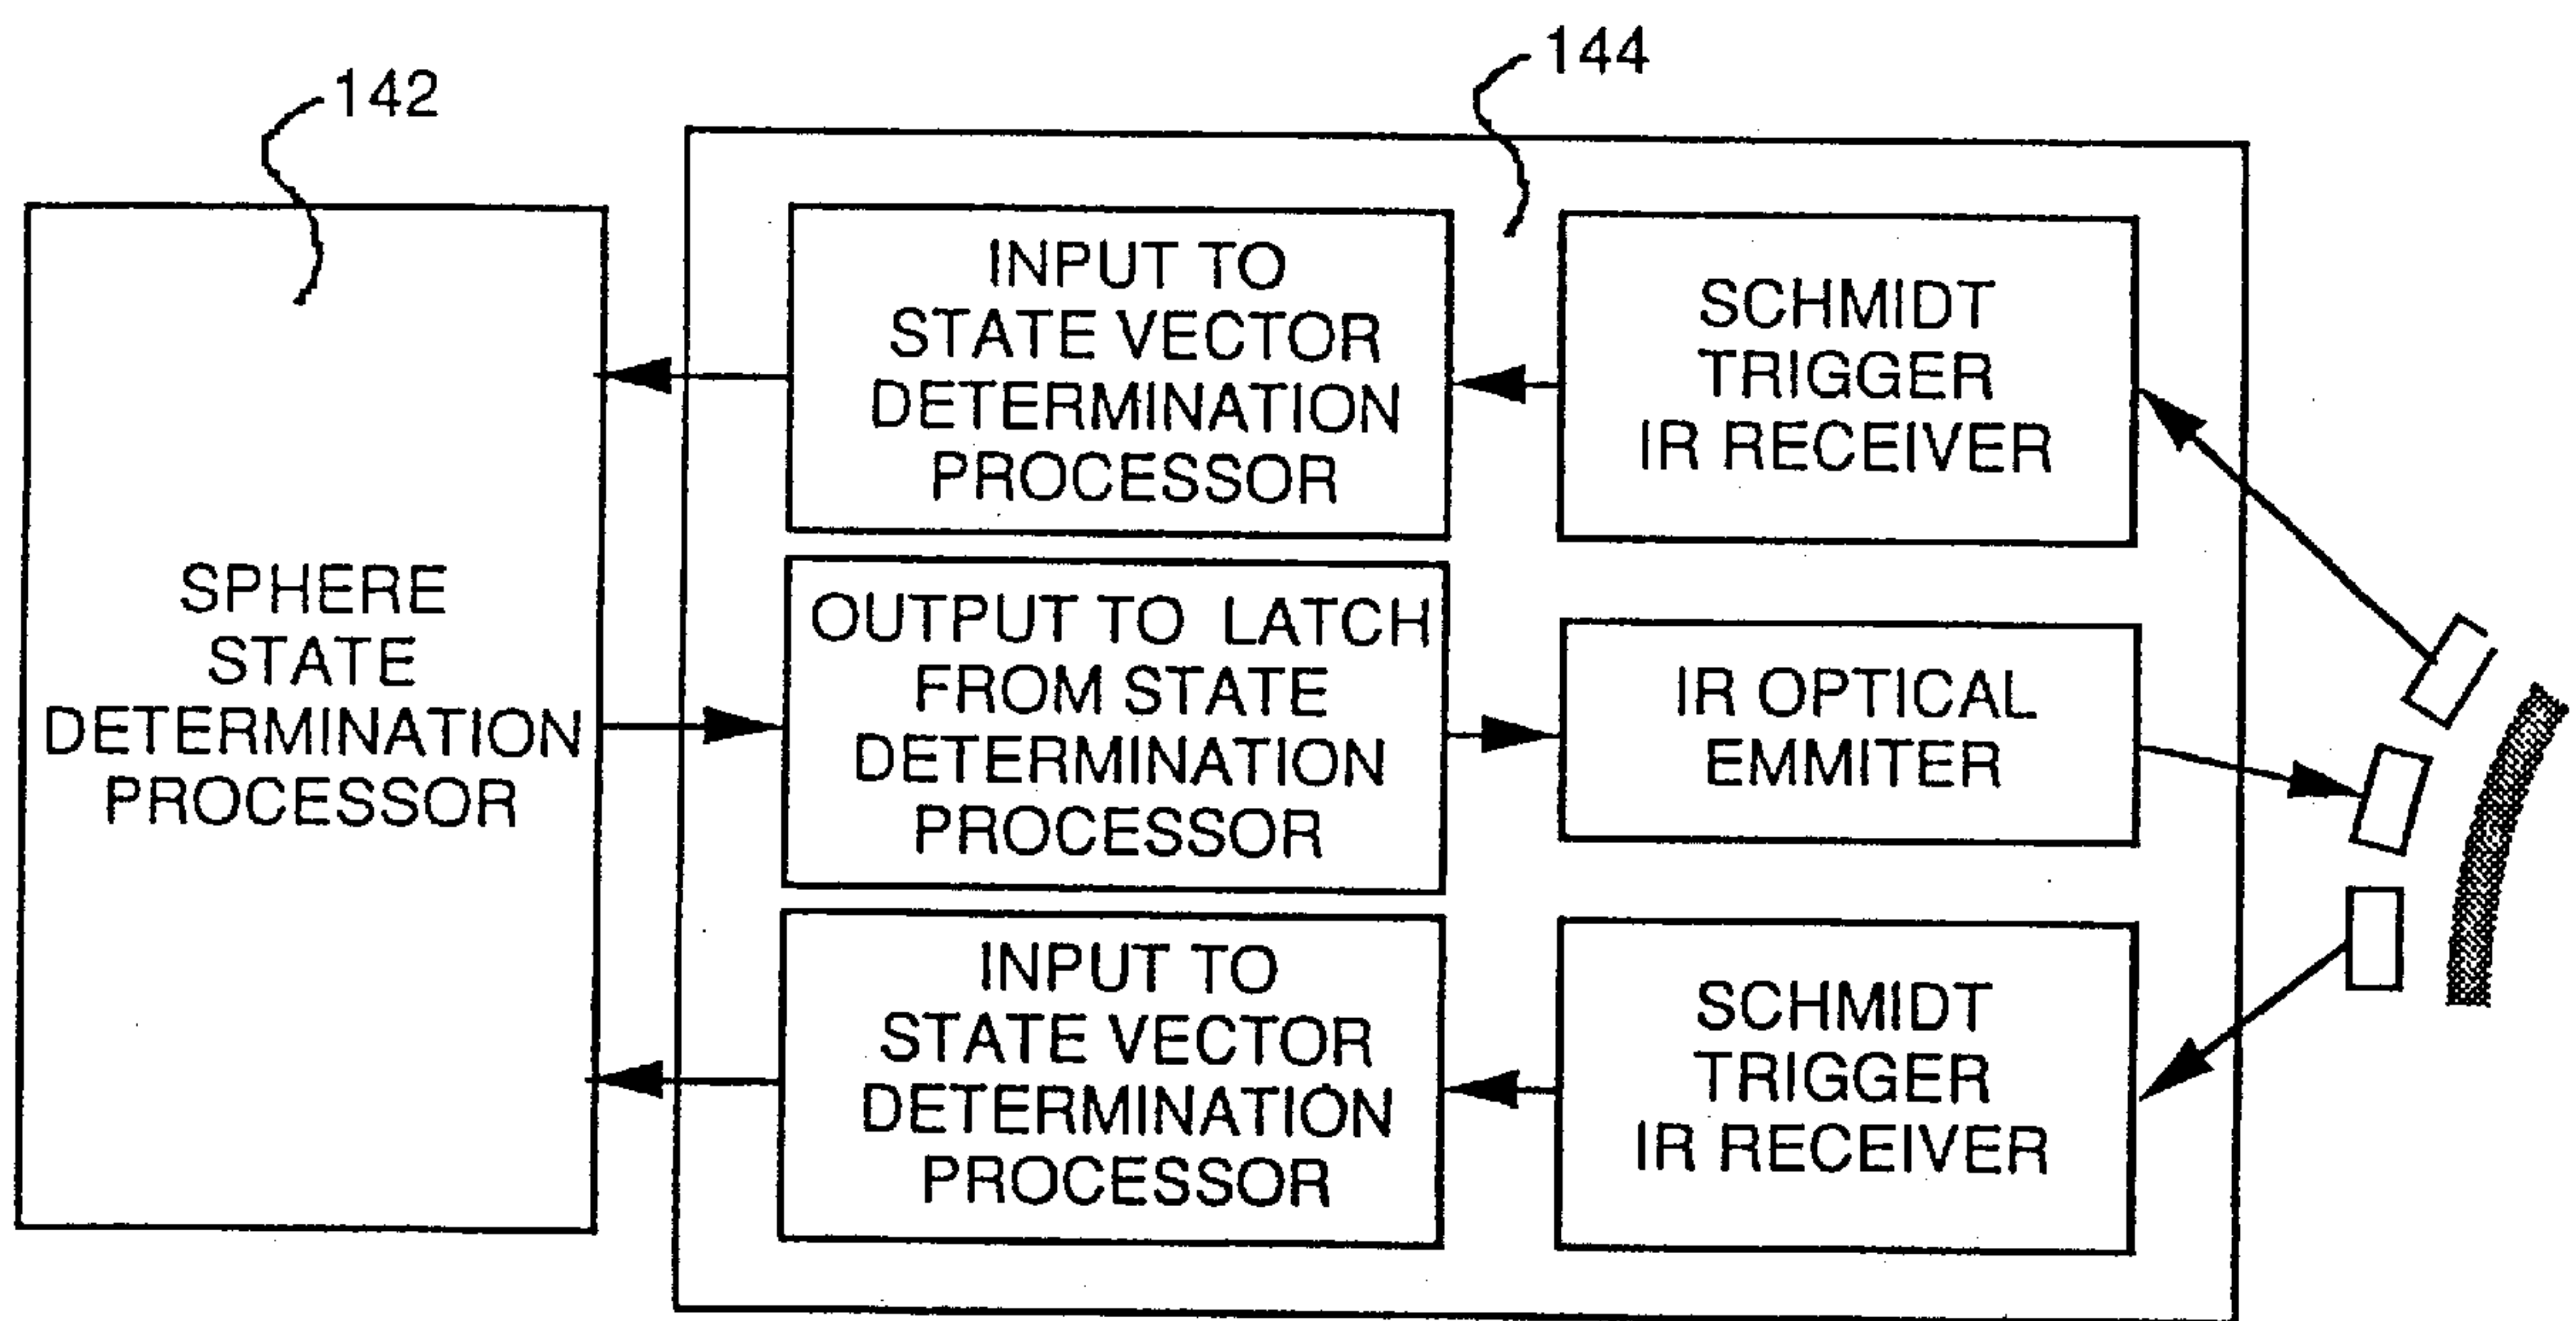 142
144
SPHERE
STATE
DETERMINATION
PROCESSOR
INPUT TO
STATE VECTOR
DETERMINATION
PROCESSOR
SCHMIDT
TRIGGER
IR RECEIVER
OUTPUT TO LATCH
FROM STATE
DETERMINATION
PROCESSOR
IR OPTICAL
EMMITER
INPUT TO
STATE VECTOR
DETERMINATION
PROCESSOR
SCHMIDT
TRIGGER
IR RECEIVER